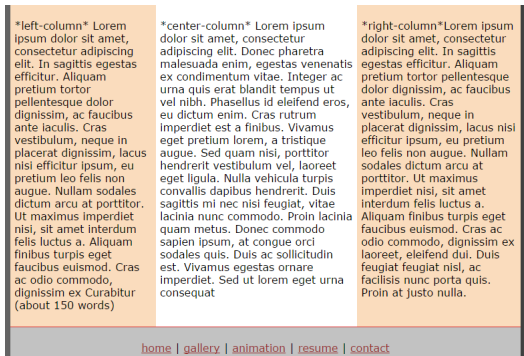 *left-column* Lorem
ipsum dolor sit amet,
consectetur adipiscing
elit. In sagittis egestas
efficitur. Aliquam
pretium tortor
pellentesque dolor
dignissim, ac faucibus
ante iaculis. Cras
vestibulum, neque in
placerat dignissim, lacus
nisi efficitur ipsum, eu
pretium leo felis non
augue. Nullam sodales
dictum arcu at porttitor.
Ut maximus imperdiet
nisi, sit amet interdum
felis luctus a. Aliquam
finibus turpis eget
faucibus euismod. Cras
ac odio commodo,
dignissim ex Curabitur
(about 150 words)
*center-column* Lorem ipsum
dolor sit amet, consectetur
adipiscing elit. Donec pharetra
malesuada enim, egestas venenatis
ex condimentum vitae. Integer ac
urna quis erat blandit tempus ut
vel nibh. Phasellus id eleifend eros,
eu dictum enim. Cras rutrum
imperdiet est a finibus. Vivamus
eget pretium lorem, a tristique
augue. Sed quam nisi, porttitor
hendrerit vestibulum vel, laoreet
eget ligula. Nulla vehicula turpis
convallis dapibus hendrerit. Duis
sagittis mi nec nisi feugiat, vitae
lacinia nunc commodo. Proin lacinia
quam metus. Donec commodo
sapien ipsum, at congue orci
sodales quis. Duis ac sollicitudin
est. Vivamus egestas ornare
imperdiet. Sed ut lorem eget urna
consequat
*right-column*Lorem ipsum
dolor sit amet, consectetur
adipiscing elit. In sagittis
egestas efficitur. Aliquam
pretium tortor pellentesque
dolor dignissim, ac faucibus
ante iaculis. Cras
vestibulum, neque in
placerat dignissim, lacus nisi
efficitur ipsum, eu pretium
leo felis non augue. Nullam
sodales dictum arcu at
porttitor. Ut maximus
imperdiet nisi, sit amet
interdum felis luctus a.
Aliquam finibus turpis eget
faucibus euismod. Cras ac
odio commodo, dignissim ex
laoreet, eleifend dui. Duis
feugiat feugiat nisl, ac
facilisis nunc porta quis.
Proin at justo nulla.
home | gallery | animation | resume | contact